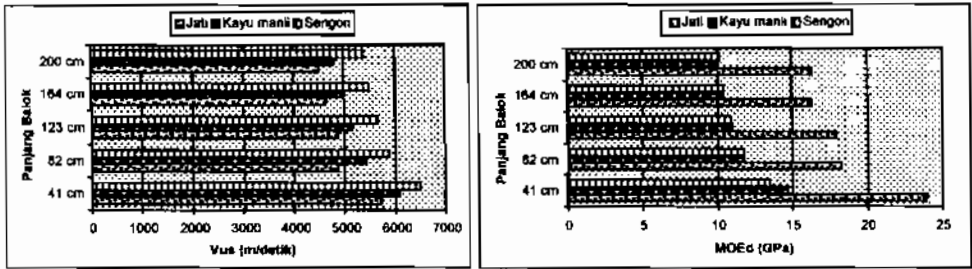 Jati Kayu manis Sengon
Panjang Balok
200 cm
164 cm
123 cm
82 cm
41 cm
0 1000 2000 3000 4000 5000 6000 7000
Vus (m/detik)
Jati Kayu manis Sengon
Panjang Balok
200 cm
164 cm
123 cm
82 cm
41 cm
0 5 10 15 20 25
MOEd (GPa)